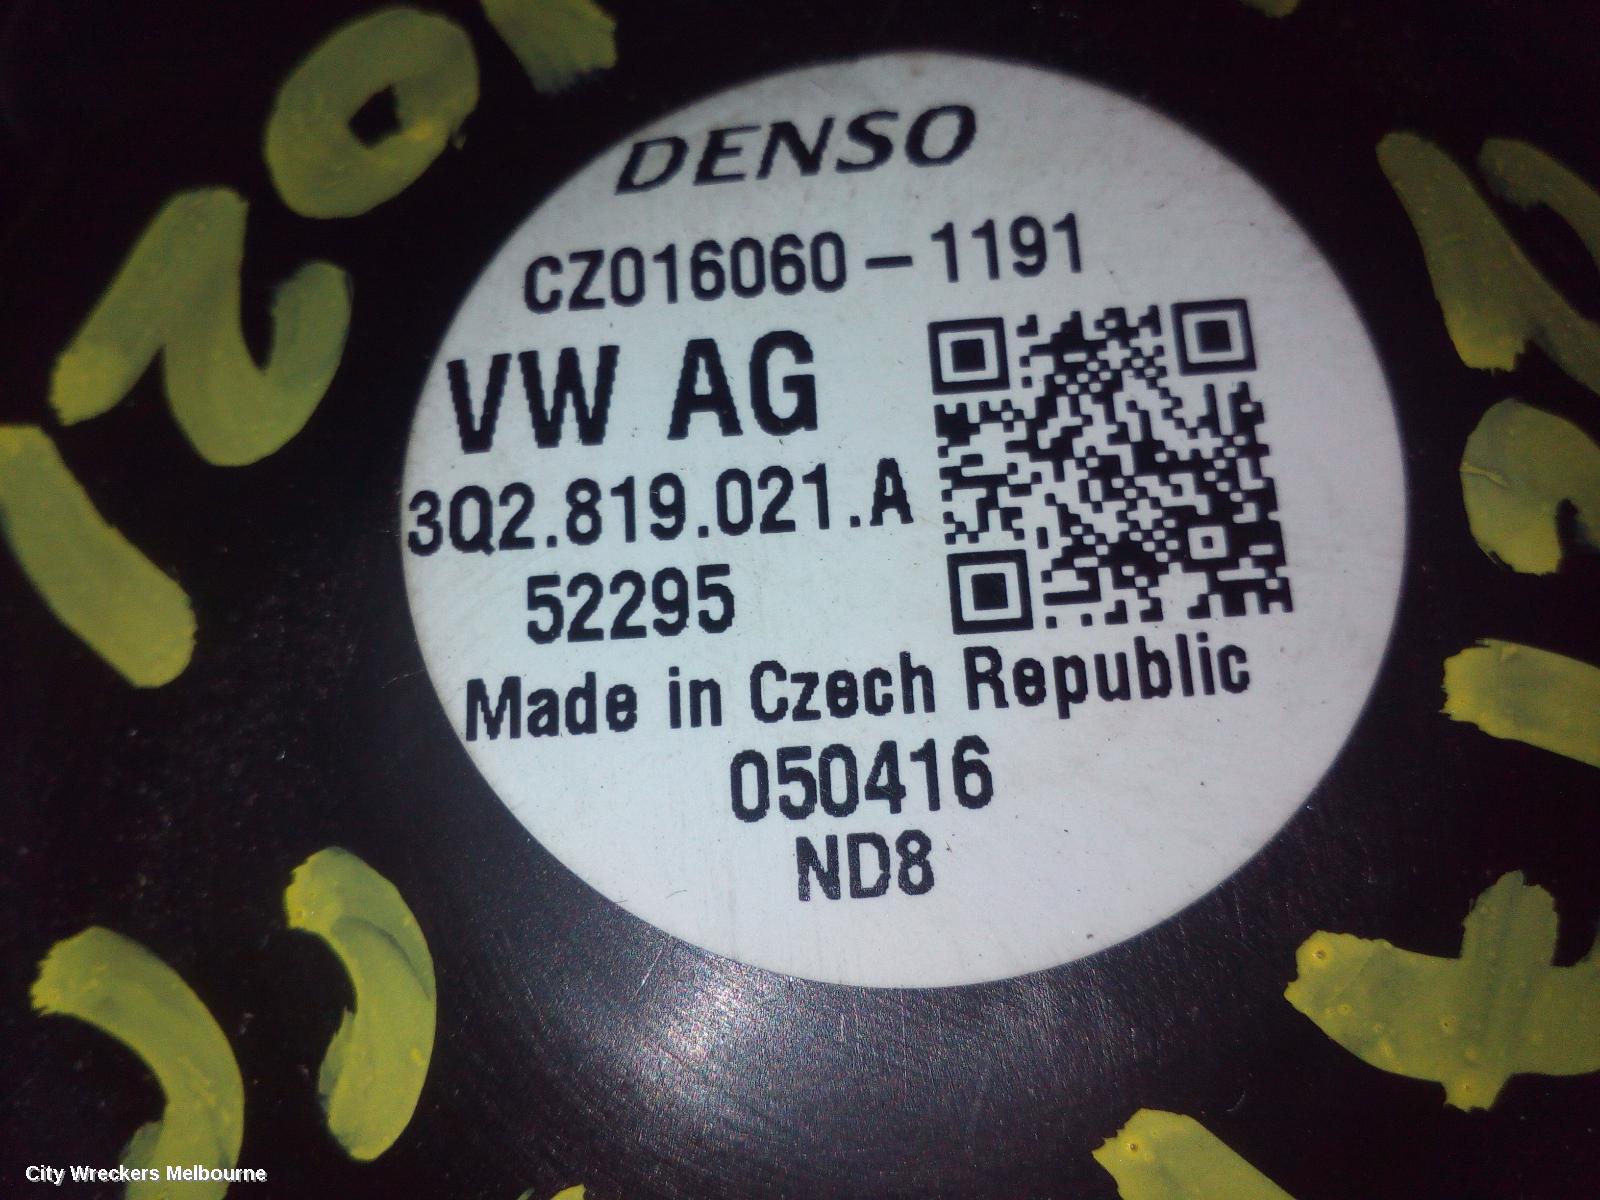 DENSO
CZ016060-1191
VW AG
3Q2.819.021.A
52295
Made in Czech Republic
050416
ND8
City Wreckers Melbourne